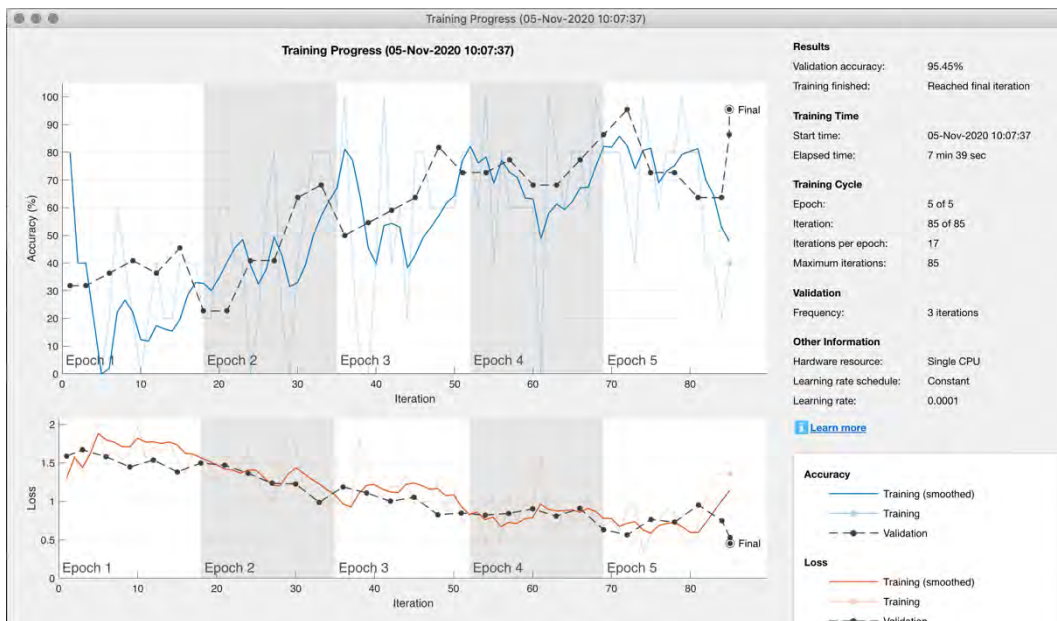 Training Progress (05-Nov-2020 10:07:37)
Training Progress (05-Nov-2020 10:07:37)
Accuracy (%)
100
90
80
70
60
50
40
30
20
10
0
Final
Epoch 1
Epoch 2
Epoch 3
Epoch 4
Epoch 5
0
10
20
30
40
50
60
70
80
Iteration
Loss
2
1.5
1
0.5
0
Final
Epoch 1
Epoch 2
Epoch 3
Epoch 4
Epoch 5
0
10
20
30
40
50
60
70
80
Iteration
Results
Validation accuracy: 95.45%
Training finished: Reached final iteration
Training Time
Start time: 05-Nov-2020 10:07:37
Elapsed time: 7 min 39 sec
Training Cycle
Epoch: 5 of 5
Iteration: 85 of 85
Iterations per epoch: 17
Maximum iterations: 85
Validation
Frequency: 3 iterations
Other Information
Hardware resource: Single CPU
Learning rate schedule: Constant
Learning rate: 0.0001
i Learn more
Accuracy
Training (smoothed)
Training
Validation
Loss
Training (smoothed)
Training
Validation